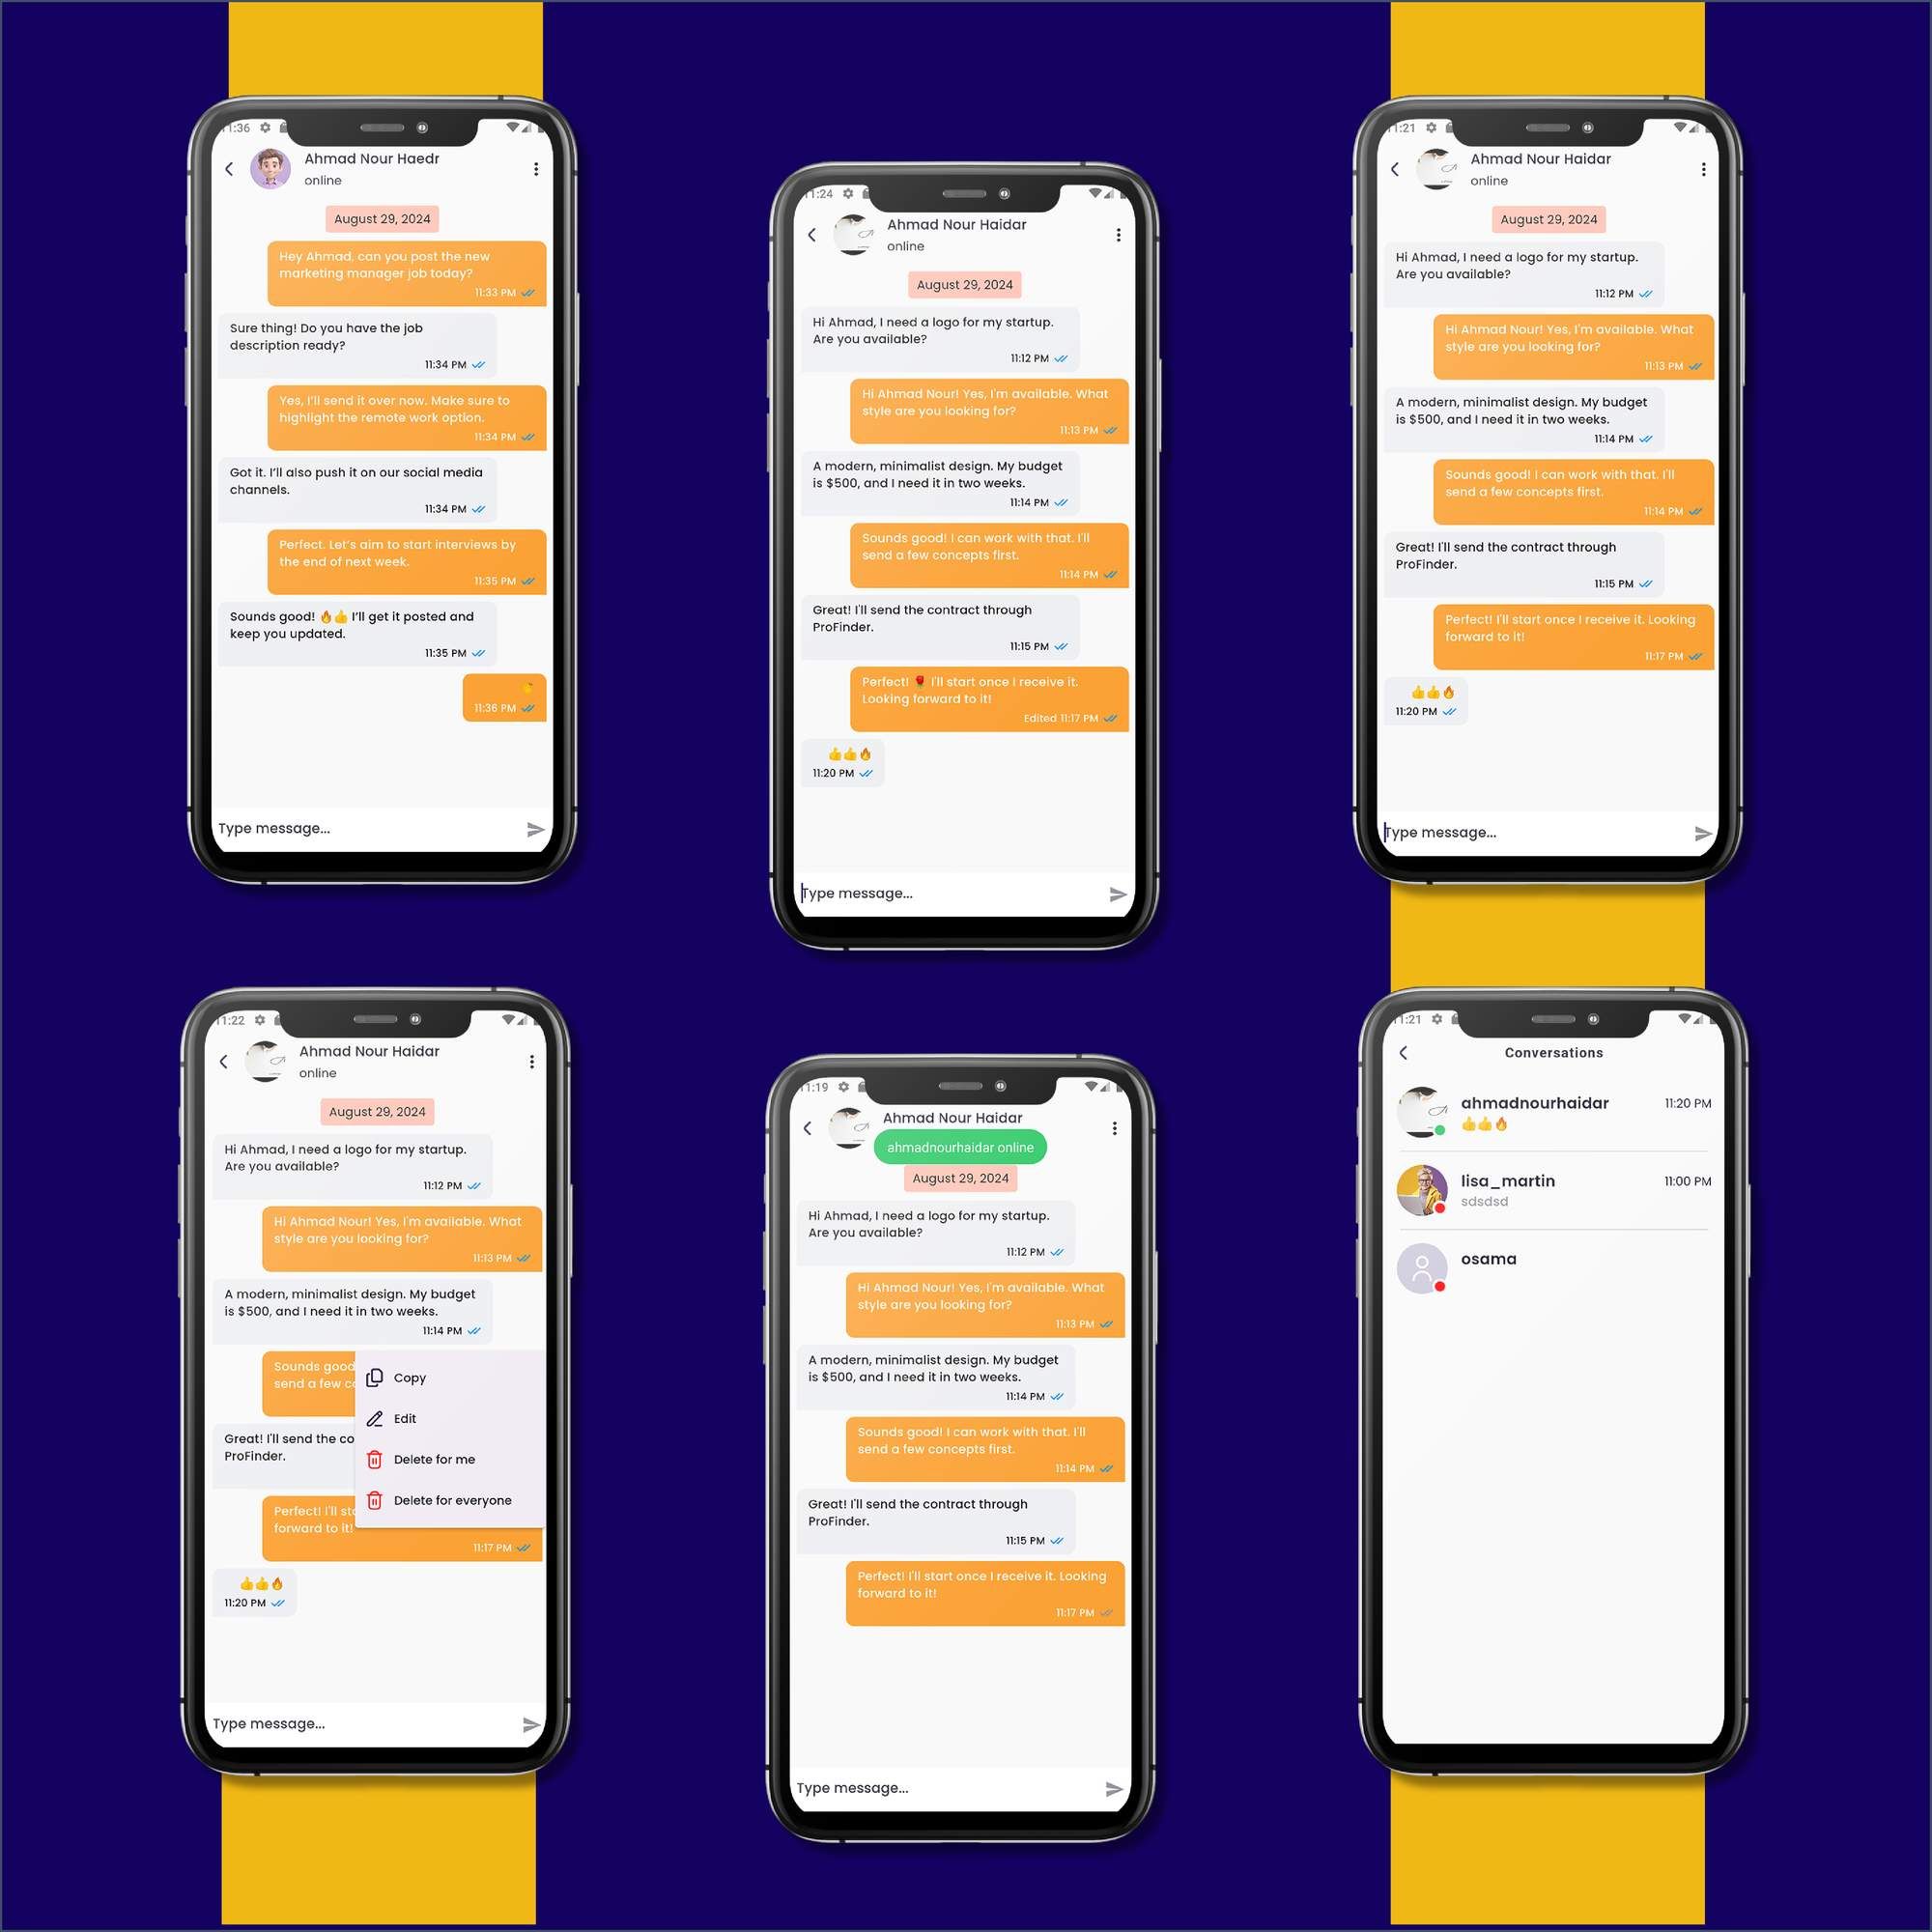 11:36
Ahmad Nour Haedr
online
August 29, 2024
Hey Ahmad, can you post the new
marketing manager job today?
11:33 PM
Sure thing! Do you have the job
description ready?
11:34 PM
Yes, I'll send it over now. Make sure to
highlight the remote work option.
11:34 PM
Got it. I'll also push it on our social media
channels.
11:34 PM
Perfect. Let's aim to start interviews by
the end of next week.
11:35 PM
Sounds good! 🔥👍 I'll get it posted and
keep you updated.
11:35 PM
11:36 PM
Type message...
11:24
Ahmad Nour Haidar
online
August 29, 2024
Hi Ahmad, I need a logo for my startup.
Are you available?
11:12 PM
Hi Ahmad Nour! Yes, I'm available. What
style are you looking for?
11:13 PM
A modern, minimalist design. My budget
is $500, and I need it in two weeks.
11:14 PM
Sounds good! I can work with that. I'll
send a few concepts first.
11:14 PM
Great! I'll send the contract through
ProFinder.
11:15 PM
Perfect! 🌹 I'll start once I receive it.
Looking forward to it!
Edited 11:17 PM
👍👍🔥
11:20 PM
Type message...
11:21
Ahmad Nour Haidar
online
August 29, 2024
Hi Ahmad, I need a logo for my startup.
Are you available?
11:12 PM
Hi Ahmad Nour! Yes, I'm available. What
style are you looking for?
11:13 PM
A modern, minimalist design. My budget
is $500, and I need it in two weeks.
11:14 PM
Sounds good! I can work with that. I'll
send a few concepts first.
11:14 PM
Great! I'll send the contract through
ProFinder.
11:15 PM
Perfect! I'll start once I receive it. Looking
forward to it!
11:17 PM
👍👍🔥
11:20 PM
Type message...
11:22
Ahmad Nour Haidar
online
August 29, 2024
Hi Ahmad, I need a logo for my startup.
Are you available?
11:12 PM
Hi Ahmad Nour! Yes, I'm available. What
style are you looking for?
11:13 PM
A modern, minimalist design. My budget
is $500, and I need it in two weeks.
11:14 PM
Sounds good
send a few co
Copy
Edit
Great! I'll send the co
ProFinder.
Delete for me
Delete for everyone
Perfect! I'll sta
forward to it!
11:17 PM
👍👍🔥
11:20 PM
Type message...
11:19
Ahmad Nour Haidar
ahmadnourhaidar online
August 29, 2024
Hi Ahmad, I need a logo for my startup.
Are you available?
11:12 PM
Hi Ahmad Nour! Yes, I'm available. What
style are you looking for?
11:13 PM
A modern, minimalist design. My budget
is $500, and I need it in two weeks.
11:14 PM
Sounds good! I can work with that. I'll
send a few concepts first.
11:14 PM
Great! I'll send the contract through
ProFinder.
11:15 PM
Perfect! I'll start once I receive it. Looking
forward to it!
11:17 PM
Type message...
11:21
Conversations
ahmadnourhaidar 11:20 PM
👍👍🔥
lisa_martin 11:00 PM
sdsdsd
osama